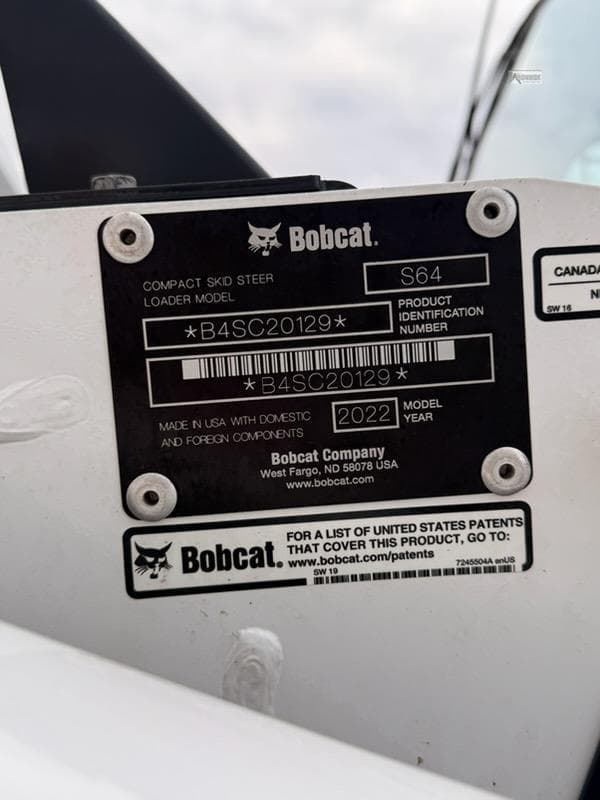 Bobcat.
COMPACT SKID STEER
LOADER MODEL
S64
*B4SC20129*
PRODUCT
IDENTIFICATION
NUMBER
*B4SC20129*
MADE IN USA WITH DOMESTIC
AND FOREIGN COMPONENTS
2022
MODEL
YEAR
Bobcat Company
West Fargo, ND 58078 USA
www.bobcat.com
Bobcat.
FOR A LIST OF UNITED STATES PATENTS
THAT COVER THIS PRODUCT, GO TO:
www.bobcat.com/patents
7245504A enUS
SW 19
CANADA
SW 16